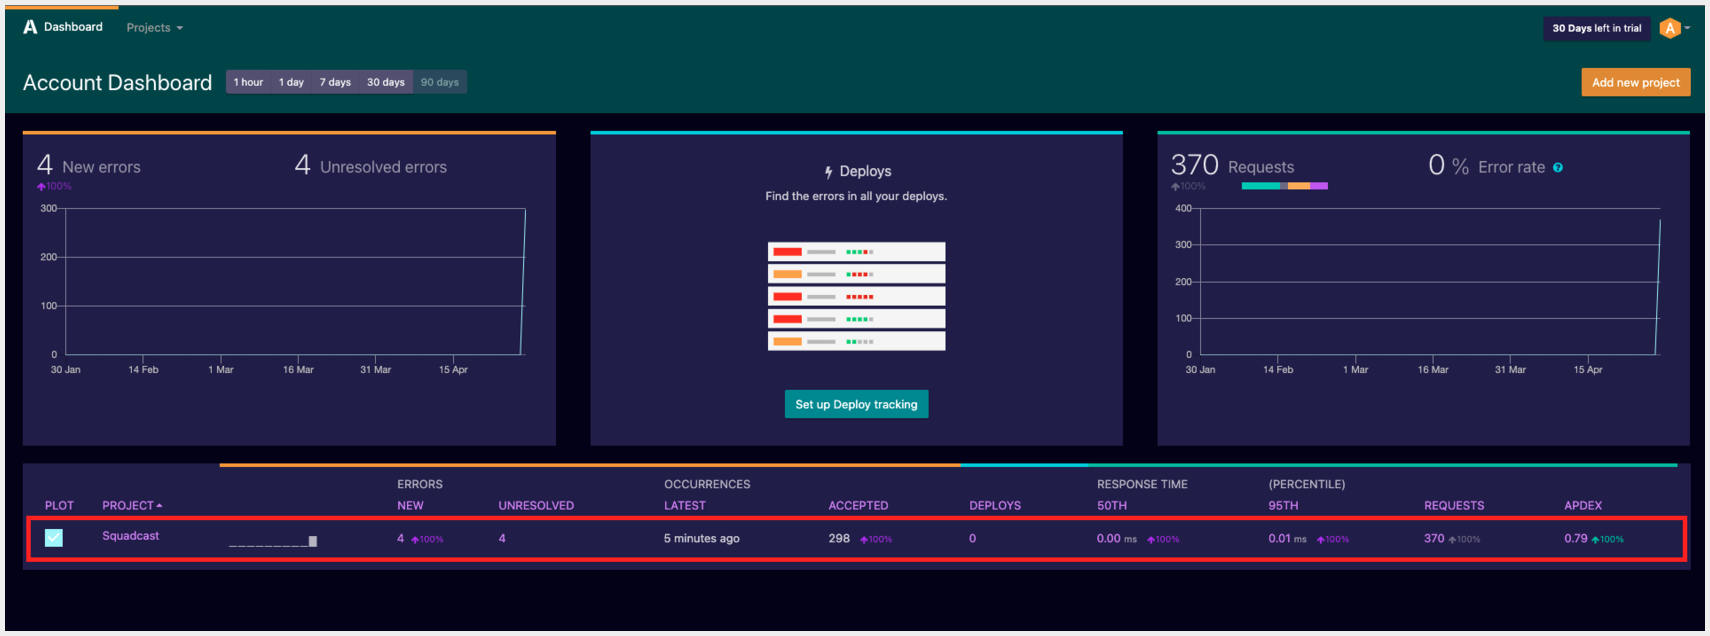 Dashboard Projects
30 Days left in trial A
Account Dashboard 1 hour 1 day 7 days 30 days 90 days
Add new project
4 New errors 4 Unresolved errors
100%
300
200
100
0
30 Jan 14 Feb 1 Mar 16 Mar 31 Mar 15 Apr
Deploys
Find the errors in all your deploys.
Set up Deploy tracking
370 Requests 0 % Error rate ?
100%
400
300
200
100
0
30 Jan 14 Feb 1 Mar 16 Mar 31 Mar 15 Apr
ERRORS OCCURRENCES RESPONSE TIME (PERCENTILE)
PLOT PROJECT NEW UNRESOLVED LATEST ACCEPTED DEPLOYS 50TH 95TH REQUESTS APDEX
Squadcast 4 100% 4 5 minutes ago 298 100% 0 0.00 ms 100% 0.01 ms 100% 370 100% 0.79 100%